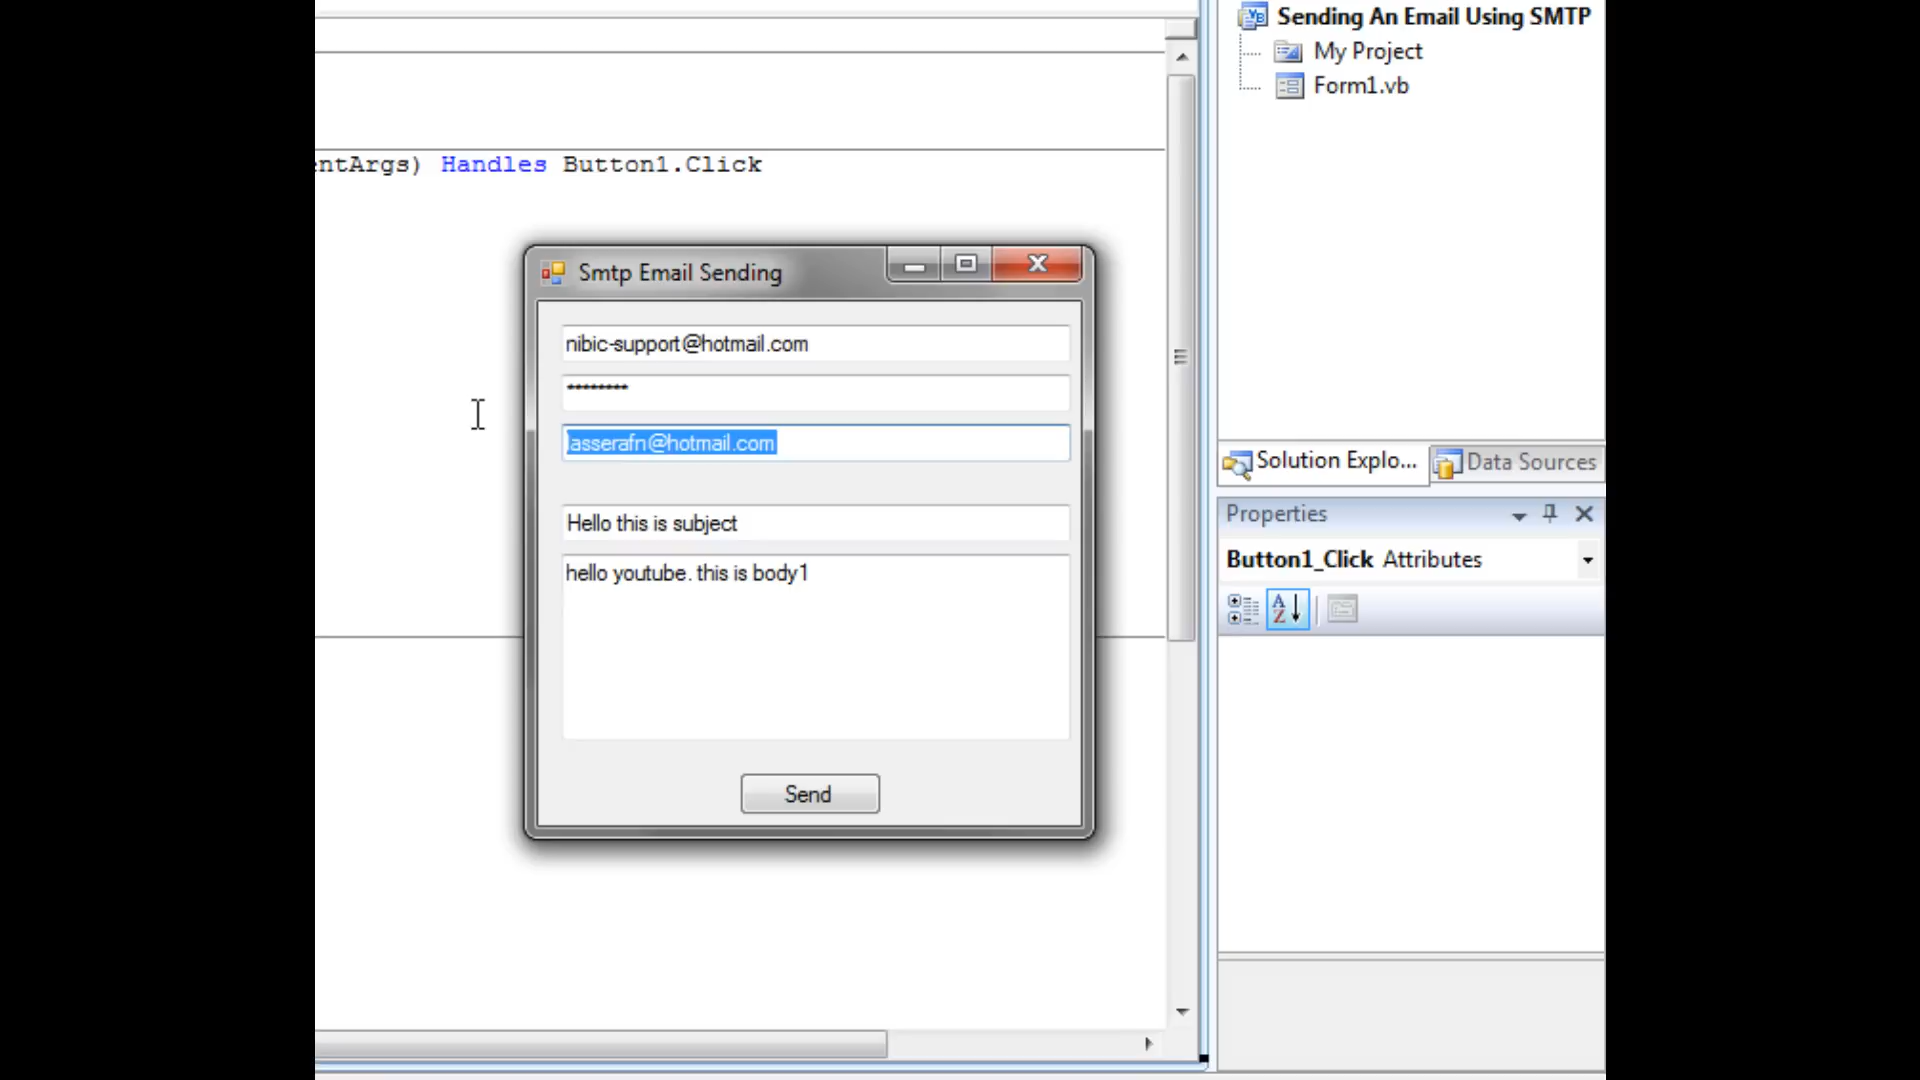 Sending An Email Using SMTP
My Project
Form1.vb
entArgs) Handles Button1.Click
Smtp Email Sending
nibic-support@hotmail.com
********
lasserafn@hotmail.com
Hello this is subject
hello youtube. this is body1
Send
Solution Explo...
Data Sources
Properties
Button1_Click Attributes